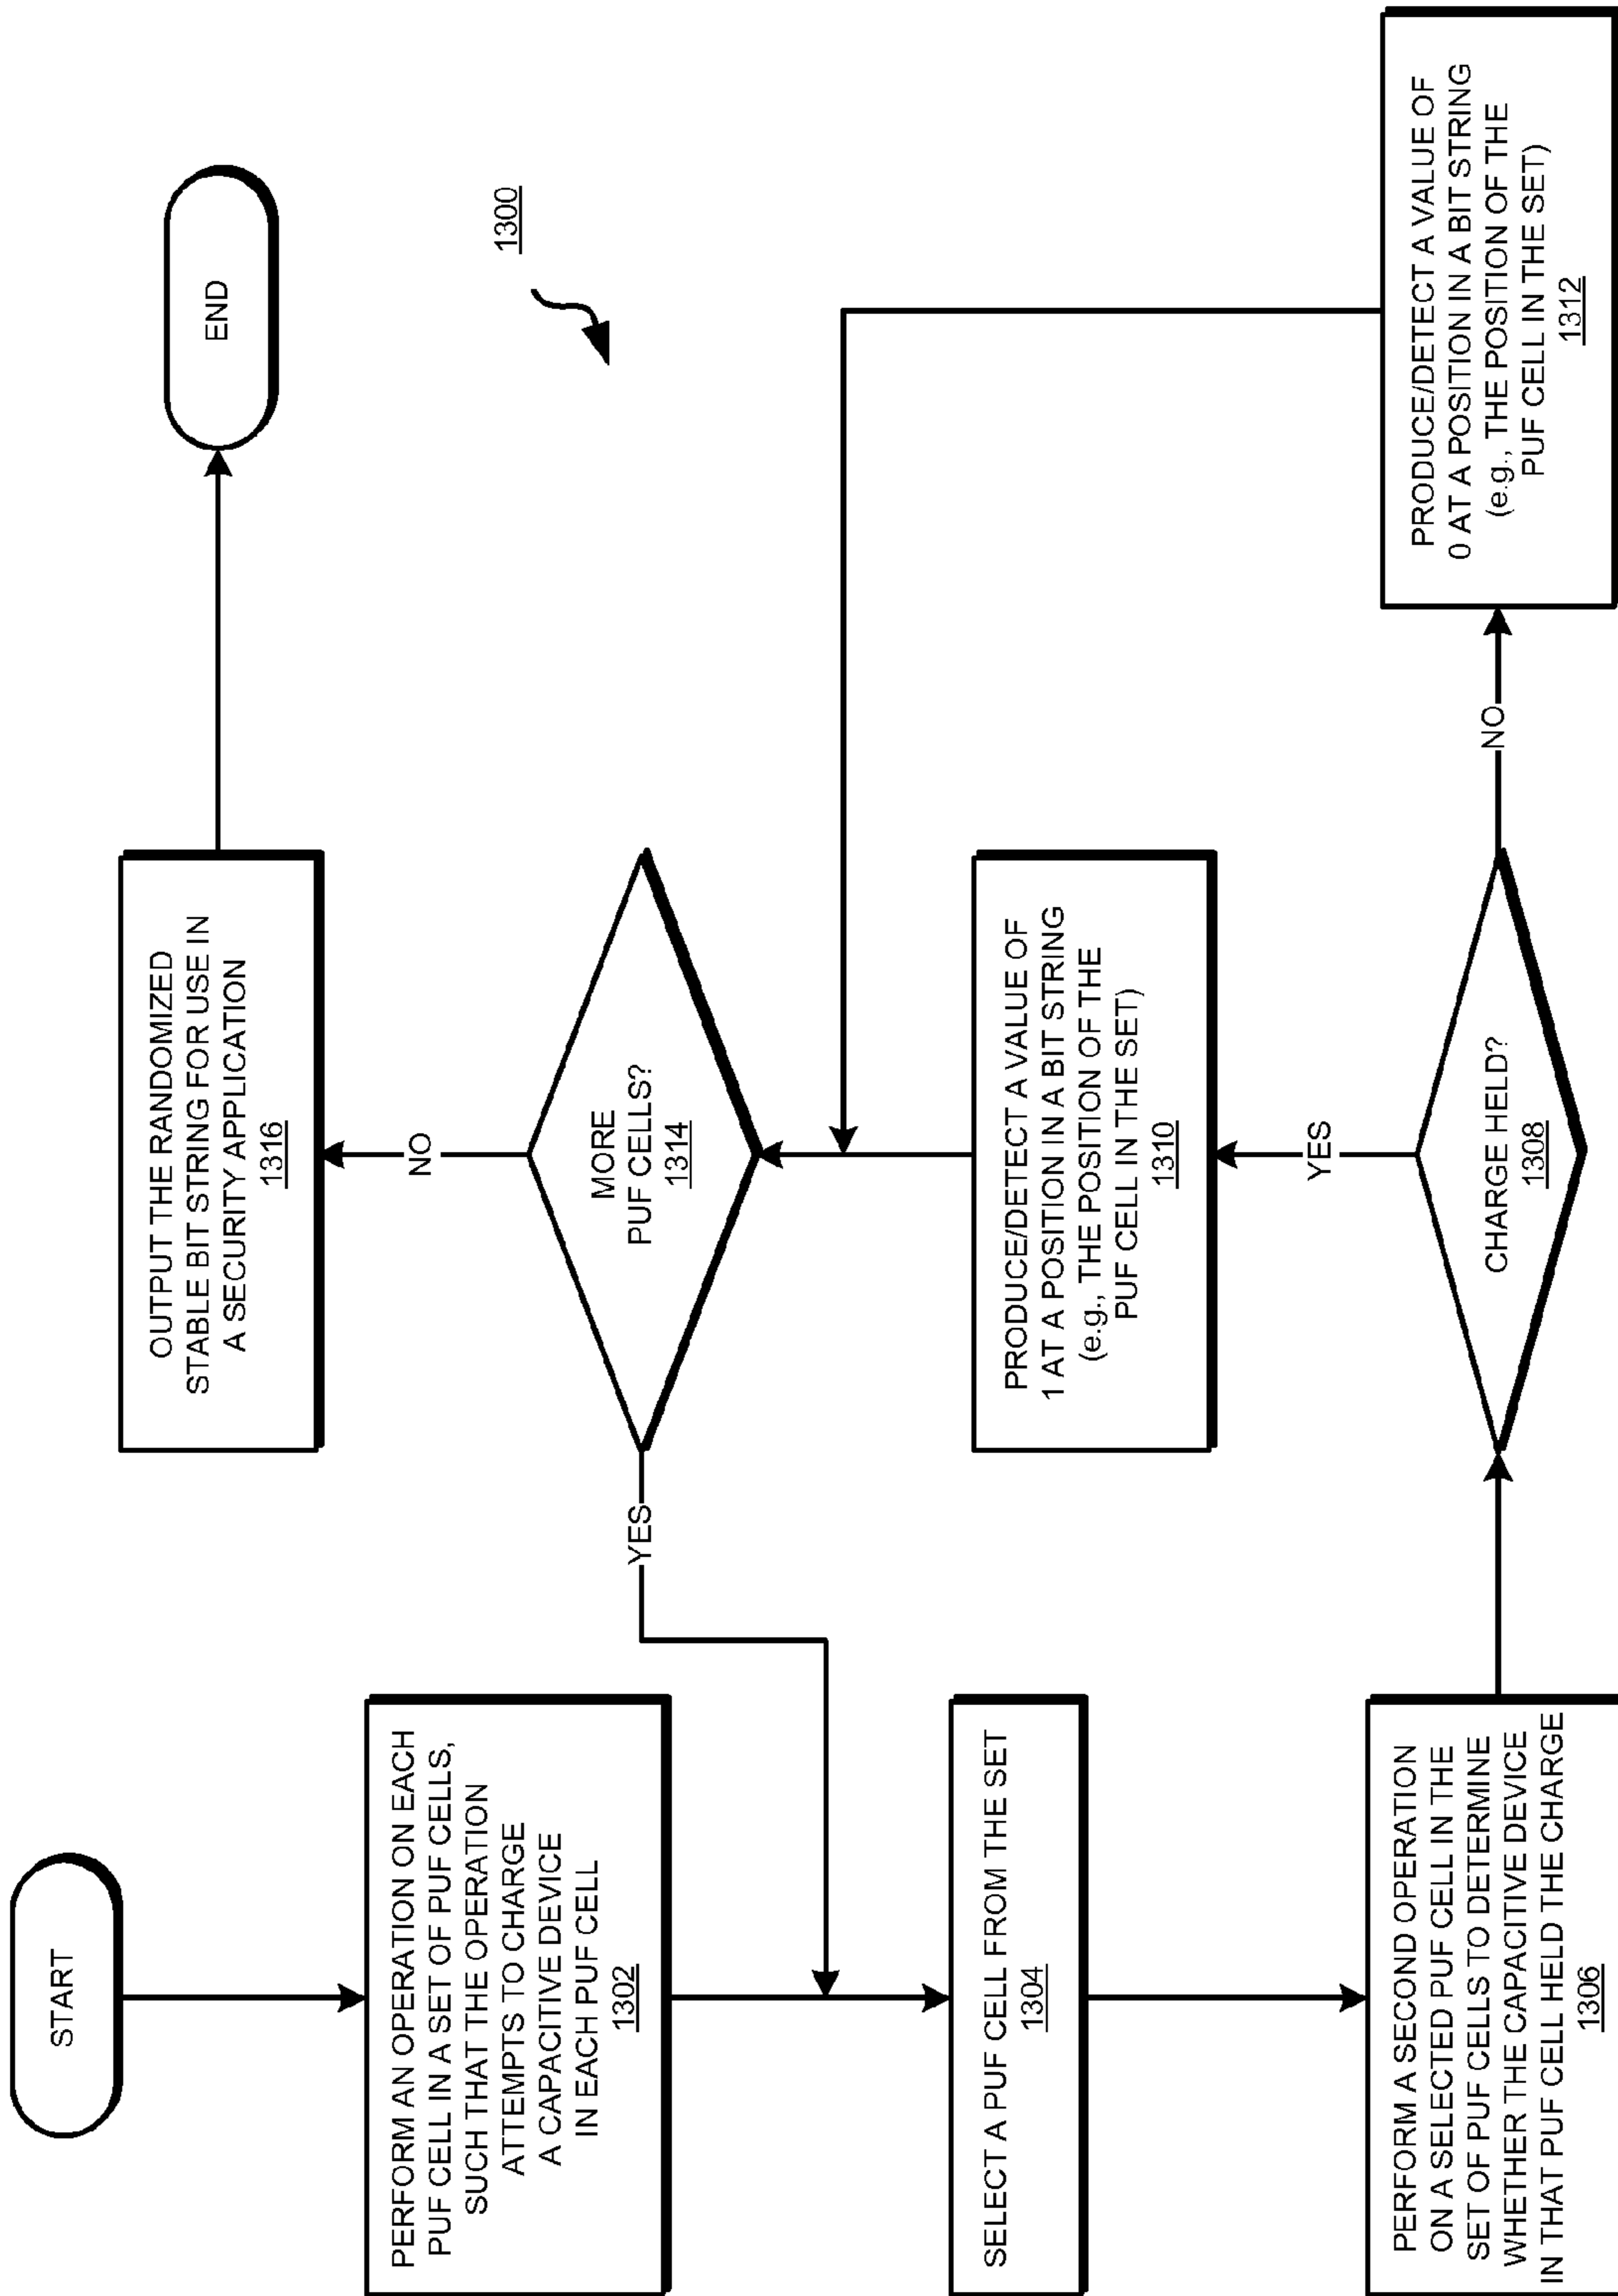 START
PERFORM AN OPERATION ON EACH
PUF CELL IN A SET OF PUF CELLS,
SUCH THAT THE OPERATION
ATTEMPTS TO CHARGE
A CAPACITIVE DEVICE
IN EACH PUF CELL
1302
SELECT A PUF CELL FROM THE SET
1304
PERFORM A SECOND OPERATION
ON A SELECTED PUF CELL IN THE
SET OF PUF CELLS TO DETERMINE
WHETHER THE CAPACITIVE DEVICE
IN THAT PUF CELL HELD THE CHARGE
1306
CHARGE HELD?
1308
YES
NO
PRODUCE/DETECT A VALUE OF
1 AT A POSITION IN A BIT STRING
(e.g., THE POSITION OF THE
PUF CELL IN THE SET)
1310
PRODUCE/DETECT A VALUE OF
0 AT A POSITION IN A BIT STRING
(e.g., THE POSITION OF THE
PUF CELL IN THE SET)
1312
MORE
PUF CELLS?
1314
YES
NO
OUTPUT THE RANDOMIZED
STABLE BIT STRING FOR USE IN
A SECURITY APPLICATION
1316
END
1300